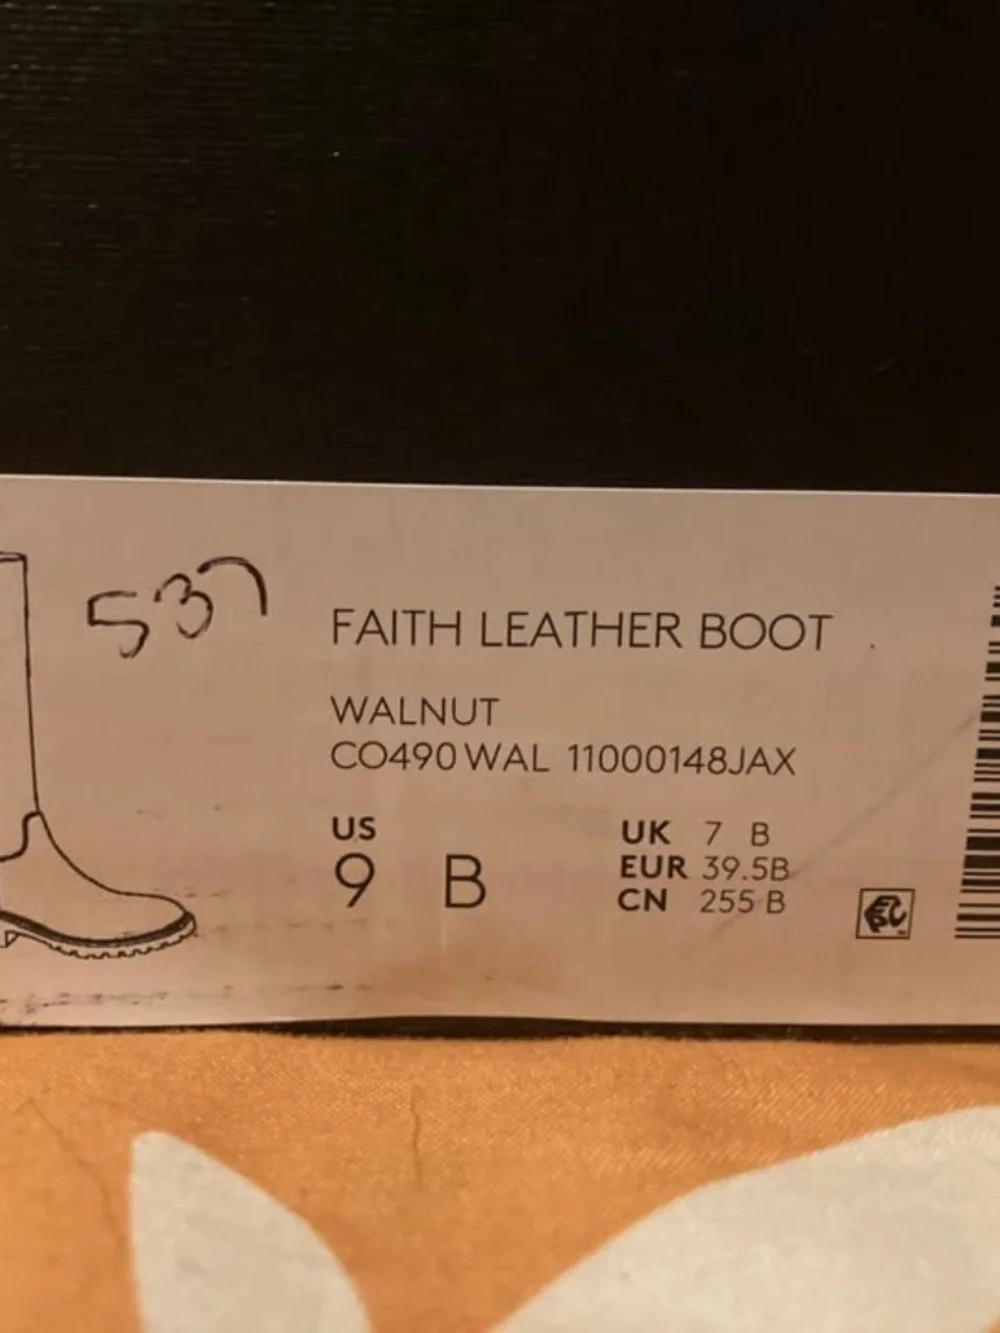 537
FAITH LEATHER BOOT
WALNUT
CO490 WAL 11000148JAX
US
9 B
UK 7 B
EUR 39.5B
CN 255 B